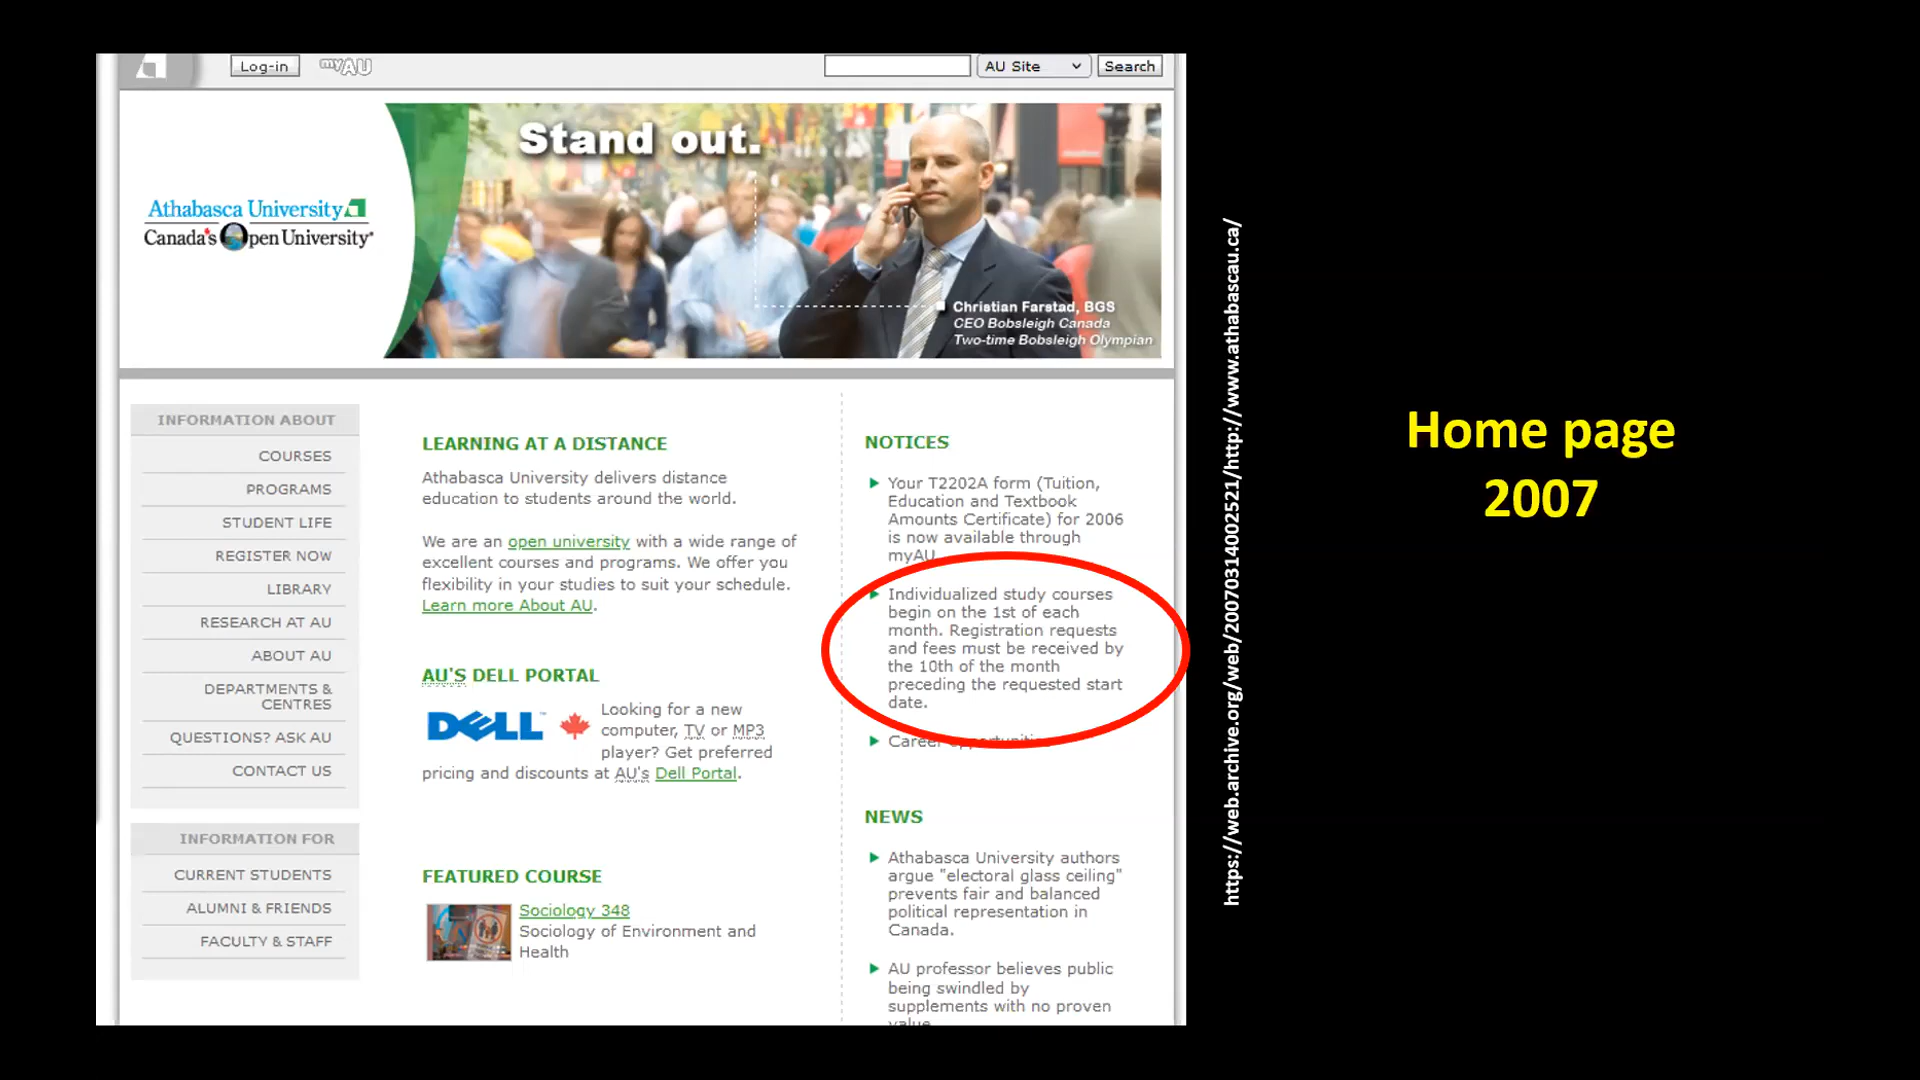 Log-in
myAU
AU Site
Search
Stand out.
Athabasca University
Canada's Open University
Christian Farstad, BGS
CEO Bobsleigh Canada
Two-time Bobsleigh Olympian
INFORMATION ABOUT
COURSES
PROGRAMS
STUDENT LIFE
REGISTER NOW
LIBRARY
RESEARCH AT AU
ABOUT AU
DEPARTMENTS &
CENTRES
QUESTIONS? ASK AU
CONTACT US
INFORMATION FOR
CURRENT STUDENTS
ALUMNI & FRIENDS
FACULTY & STAFF
LEARNING AT A DISTANCE
Athabasca University delivers distance
education to students around the world.
We are an open university with a wide range of
excellent courses and programs. We offer you
flexibility in your studies to suit your schedule.
Learn more About AU.
AU'S DELL PORTAL
DELL
Looking for a new
computer, TV or MP3
player? Get preferred
pricing and discounts at AU's Dell Portal.
FEATURED COURSE
Sociology 348
Sociology of Environment and
Health
NOTICES
Your T2202A form (Tuition,
Education and Textbook
Amounts Certificate) for 2006
is now available through
myAU.
Individualized study courses
begin on the 1st of each
month. Registration requests
and fees must be received by
the 10th of the month
preceding the requested start
date.
Career opportunities
NEWS
Athabasca University authors
argue "electoral glass ceiling"
prevents fair and balanced
political representation in
Canada.
AU professor believes public
being swindled by
supplements with no proven
value.
https://web.archive.org/web/20070314002521/http://www.athabascau.ca/
Home page
2007